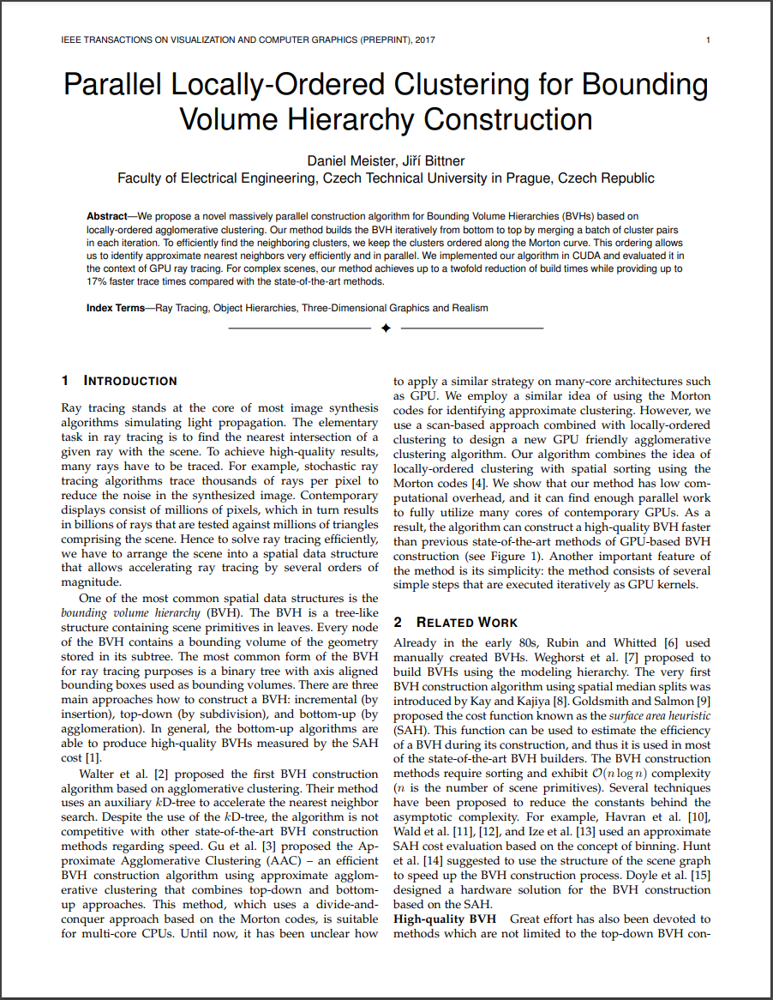 IEEE TRANSACTIONS ON VISUALIZATION AND COMPUTER GRAPHICS (PREPRINT), 2017 1
Parallel Locally-Ordered Clustering for Bounding
Volume Hierarchy Construction
Daniel Meister, Jiří Bittner
Faculty of Electrical Engineering, Czech Technical University in Prague, Czech Republic
Abstract—We propose a novel massively parallel construction algorithm for Bounding Volume Hierarchies (BVHs) based on
locally-ordered agglomerative clustering. Our method builds the BVH iteratively from bottom to top by merging a batch of cluster pairs
in each iteration. To efficiently find the neighboring clusters, we keep the clusters ordered along the Morton curve. This ordering allows
us to identify approximate nearest neighbors very efficiently and in parallel. We implemented our algorithm in CUDA and evaluated it in
the context of GPU ray tracing. For complex scenes, our method achieves up to a twofold reduction of build times while providing up to
17% faster trace times compared with the state-of-the-art methods.
Index Terms—Ray Tracing, Object Hierarchies, Three-Dimensional Graphics and Realism
1 INTRODUCTION
Ray tracing stands at the core of most image synthesis
algorithms simulating light propagation. The elementary
task in ray tracing is to find the nearest intersection of a
given ray with the scene. To achieve high-quality results,
many rays have to be traced. For example, stochastic ray
tracing algorithms trace thousands of rays per pixel to
reduce the noise in the synthesized image. Contemporary
displays consist of millions of pixels, which in turn results
in billions of rays that are tested against millions of triangles
comprising the scene. Hence to solve ray tracing efficiently,
we have to arrange the scene into a spatial data structure
that allows accelerating ray tracing by several orders of
magnitude.
One of the most common spatial data structures is the
bounding volume hierarchy (BVH). The BVH is a tree-like
structure containing scene primitives in leaves. Every node
of the BVH contains a bounding volume of the geometry
stored in its subtree. The most common form of the BVH
for ray tracing purposes is a binary tree with axis aligned
bounding boxes used as bounding volumes. There are three
main approaches how to construct a BVH: incremental (by
insertion), top-down (by subdivision), and bottom-up (by
agglomeration). In general, the bottom-up algorithms are
able to produce high-quality BVHs measured by the SAH
cost [1].
Walter et al. [2] proposed the first BVH construction
algorithm based on agglomerative clustering. Their method
uses an auxiliary kD-tree to accelerate the nearest neighbor
search. Despite the use of the kD-tree, the algorithm is not
competitive with other state-of-the-art BVH construction
methods regarding speed. Gu et al. [3] proposed the Ap-
proximate Agglomerative Clustering (AAC) – an efficient
BVH construction algorithm using approximate agglom-
erative clustering that combines top-down and bottom-
up approaches. This method, which uses a divide-and-
conquer approach based on the Morton codes, is suitable
for multi-core CPUs. Until now, it has been unclear how
to apply a similar strategy on many-core architectures such
as GPU. We employ a similar idea of using the Morton
codes for identifying approximate clustering. However, we
use a scan-based approach combined with locally-ordered
clustering to design a new GPU friendly agglomerative
clustering algorithm. Our algorithm combines the idea of
locally-ordered clustering with spatial sorting using the
Morton codes [4]. We show that our method has low com-
putational overhead, and it can find enough parallel work
to fully utilize many cores of contemporary GPUs. As a
result, the algorithm can construct a high-quality BVH faster
than previous state-of-the-art methods of GPU-based BVH
construction (see Figure 1). Another important feature of
the method is its simplicity: the method consists of several
simple steps that are executed iteratively as GPU kernels.
2 RELATED WORK
Already in the early 80s, Rubin and Whitted [6] used
manually created BVHs. Weghorst et al. [7] proposed to
build BVHs using the modeling hierarchy. The very first
BVH construction algorithm using spatial median splits was
introduced by Kay and Kajiya [8]. Goldsmith and Salmon [9]
proposed the cost function known as the surface area heuristic
(SAH). This function can be used to estimate the efficiency
of a BVH during its construction, and thus it is used in most
of the state-of-the-art BVH builders. The BVH construction
methods require sorting and exhibit O(n log n) complexity
(n is the number of scene primitives). Several techniques
have been proposed to reduce the constants behind the
asymptotic complexity. For example, Havran et al. [10],
Wald et al. [11], [12], and Ize et al. [13] used an approximate
SAH cost evaluation based on the concept of binning. Hunt
et al. [14] suggested to use the structure of the scene graph
to speed up the BVH construction process. Doyle et al. [15]
designed a hardware solution for the BVH construction
based on the SAH.
High-quality BVH Great effort has also been devoted to
methods which are not limited to the top-down BVH con-